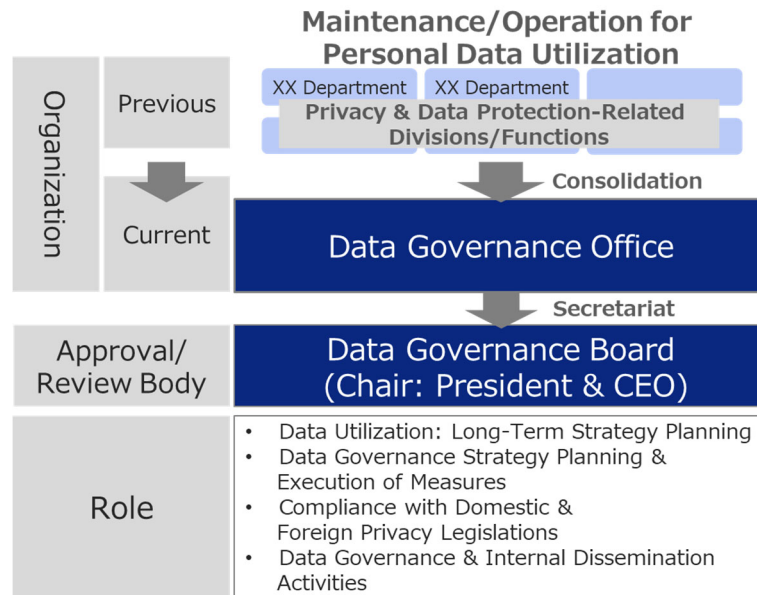 Maintenance/Operation for
Personal Data Utilization
Organization
Previous
XX Department
XX Department
Privacy & Data Protection-Related
Divisions/Functions
Consolidation
Current
Data Governance Office
Secretariat
Approval/
Review Body
Data Governance Board
(Chair: President & CEO)
Role
• Data Utilization: Long-Term Strategy Planning
• Data Governance Strategy Planning &
Execution of Measures
• Compliance with Domestic &
Foreign Privacy Legislations
• Data Governance & Internal Dissemination
Activities